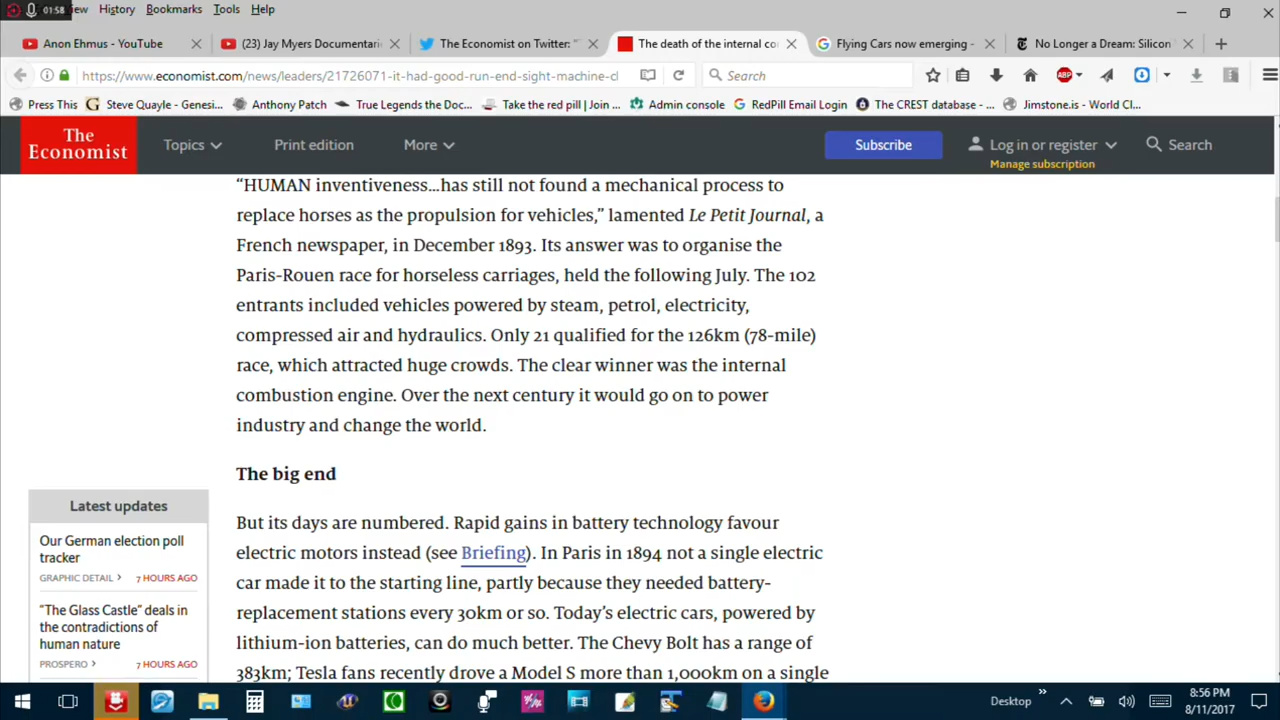 01:58
View History Bookmarks Tools Help
Anon Ehmus - YouTube
(23) Jay Myers Documentari
The Economist on Twitter: "
The death of the internal co
Flying Cars now emerging -
No Longer a Dream: Silicon
https://www.economist.com/news/leaders/21726071-it-had-good-run-end-sight-machine-cl
Search
ABP
Press This
Steve Quayle - Genesi...
Anthony Patch
True Legends the Doc...
Take the red pill | Join ...
Admin console
RedPill Email Login
The CREST database - ...
Jimstone.is - World Cl...
The
Economist
Topics
Print edition
More
Subscribe
Log in or register
Manage subscription
Search
“HUMAN inventiveness…has still not found a mechanical process to
replace horses as the propulsion for vehicles,” lamented Le Petit Journal, a
French newspaper, in December 1893. Its answer was to organise the
Paris-Rouen race for horseless carriages, held the following July. The 102
entrants included vehicles powered by steam, petrol, electricity,
compressed air and hydraulics. Only 21 qualified for the 126km (78-mile)
race, which attracted huge crowds. The clear winner was the internal
combustion engine. Over the next century it would go on to power
industry and change the world.
The big end
But its days are numbered. Rapid gains in battery technology favour
electric motors instead (see Briefing). In Paris in 1894 not a single electric
car made it to the starting line, partly because they needed battery-
replacement stations every 30km or so. Today’s electric cars, powered by
lithium-ion batteries, can do much better. The Chevy Bolt has a range of
383km; Tesla fans recently drove a Model S more than 1,000km on a single
Latest updates
Our German election poll
tracker
GRAPHIC DETAIL > 7 HOURS AGO
“The Glass Castle” deals in
the contradictions of
human nature
PROSPERO > 7 HOURS AGO
Desktop
8:56 PM
8/11/2017